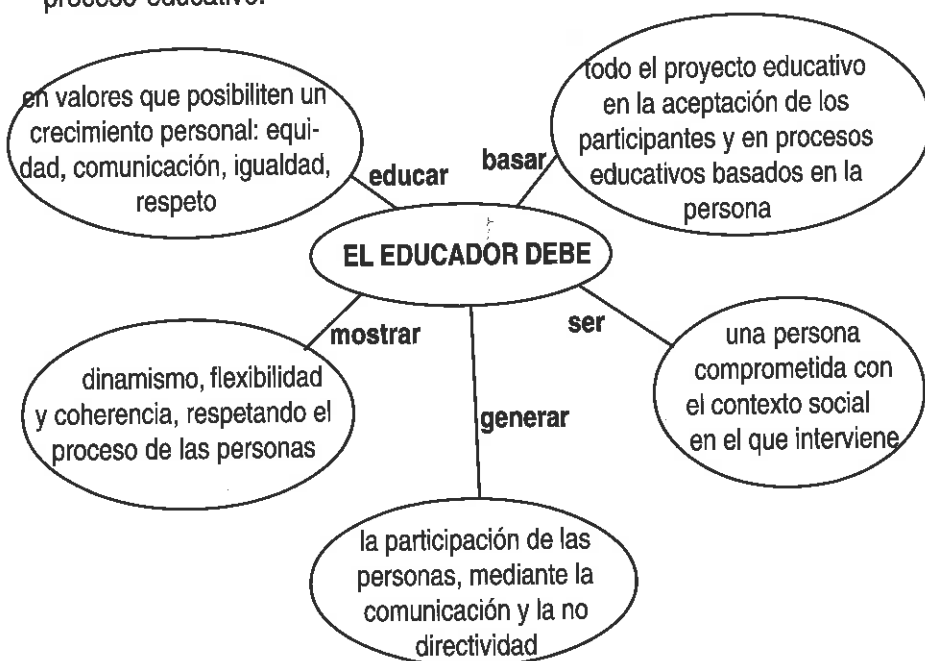 proceso educativo.
en valores que posibiliten un
crecimiento personal: equi-
dad, comunicación, igualdad,
respeto
educar
basar
todo el proyecto educativo
en la aceptación de los
participantes y en procesos
educativos basados en la
persona
EL EDUCADOR DEBE
mostrar
dinamismo, flexibilidad
y coherencia, respetando el
proceso de las personas
generar
la participación de las
personas, mediante la
comunicación y la no
directividad
ser
una persona
comprometida con
el contexto social
en el que interviene